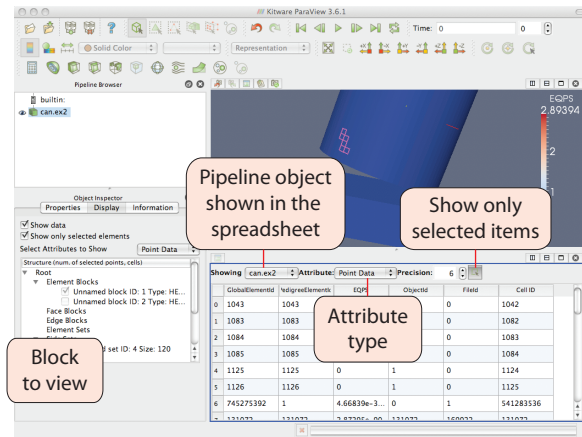 Kitware ParaView 3.6.1
Time: 0 0
Solid Color Representation
Pipeline Browser
builtin:
can.ex2
EQPS
2.89394
2
1
Pipeline object
shown in the
spreadsheet
Show only
selected items
Object Inspector
Properties Display Information
Show data
Show only selected elements
Select Attributes to Show Point Data
Structure (num. of selected points, cells)
Root
Element Blocks
Unnamed block ID: 1 Type: HE...
Unnamed block ID: 2 Type: HE...
Face Blocks
Edge Blocks
Element Sets
set ID: 4 Size: 120
Block
to view
Showing can.ex2 Attribute: Point Data Precision: 6
GlobalElementId EQPS ObjectId FileId Cell ID
0 1043 1043 0 1042
1 1083 1083 0 1082
2 1084 1084 0 1083
3 1085 1085 0 1084
4 1125 1125 0 1 0 1124
5 1126 1126 0 1 0 1125
6 745275392 1 4.66839e-3... 0 1 541283536
Attribute
type